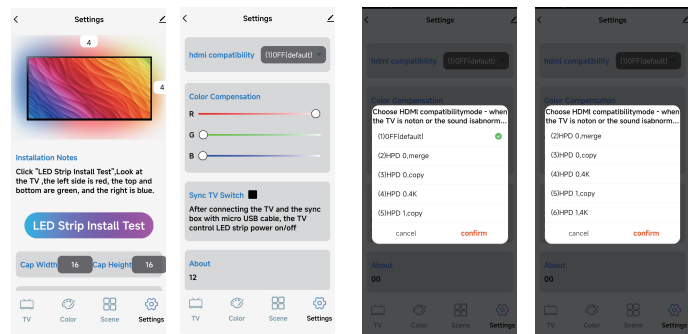 Settings
4
4
Installation Notes
Click "LED Strip Install Test",Look at
the TV ,the left side is red, the top and
bottom are green, and the right is blue.
LED Strip Install Test
Cap Width 16 Cap Height 16
TV Color Scene Settings
Settings
hdmi compatibility (1)OFF(default)
Color Compensation
R
G
B
Sync TV Switch
After connecting the TV and the sync
box with micro USB cable, the TV
control LED strip power on/off
About
12
TV Color Scene Settings
Settings
hdmi compatibility (1)OFF(default)
Color Compensation
Choose HDMI compatibilitymode - when
the TV is noton or the sound isabnorm...
(1)OFF(default)
(2)HPD 0,merge
(3)HPD 0,copy
(4)HPD 0.4K
(5)HPD 1,copy
cancel confirm
About
00
TV Color Scene Settings
Settings
hdmi compatibility (1)OFF(default)
Color Compensation
Choose HDMI compatibilitymode - when
the TV is noton or the sound isabnorm...
(2)HPD 0,merge
(3)HPD 0,copy
(4)HPD 0.4K
(5)HPD 1,copy
(6)HPD 1,4K
cancel confirm
About
00
TV Color Scene Settings